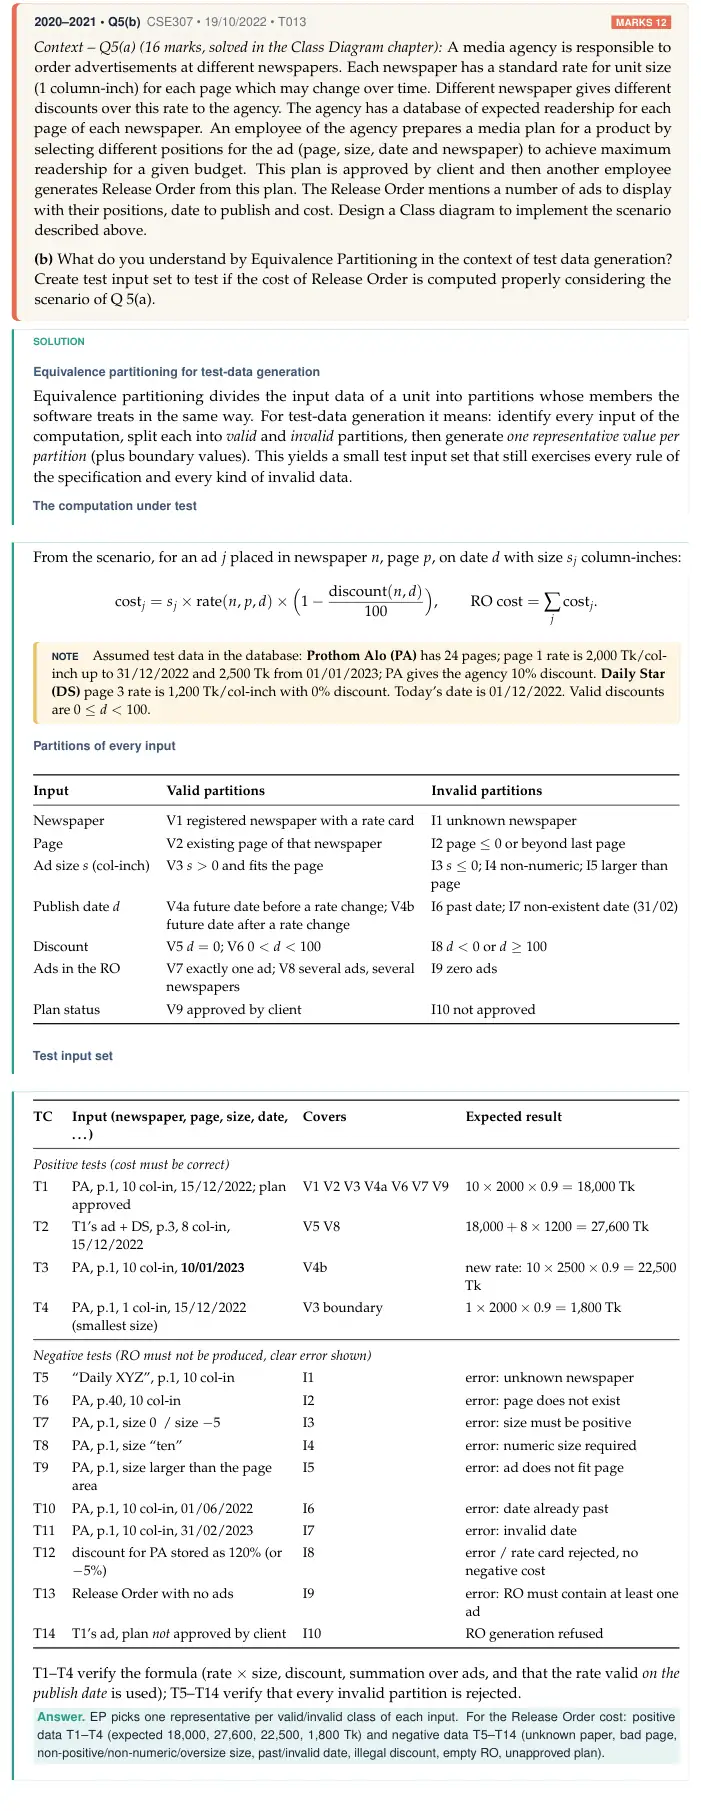 2020–2021 • Q5(b) CSE307 • 19/10/2022 • T013 MARKS 12
Context – Q5(a) (16 marks, solved in the Class Diagram chapter): A media agency is responsible to
order advertisements at different newspapers. Each newspaper has a standard rate for unit size
(1 column-inch) for each page which may change over time. Different newspaper gives different
discounts over this rate to the agency. The agency has a database of expected readership for each
page of each newspaper. An employee of the agency prepares a media plan for a product by
selecting different positions for the ad (page, size, date and newspaper) to achieve maximum
readership for a given budget. This plan is approved by client and then another employee
generates Release Order from this plan. The Release Order mentions a number of ads to display
with their positions, date to publish and cost. Design a Class diagram to implement the scenario
described above.
(b) What do you understand by Equivalence Partitioning in the context of test data generation?
Create test input set to test if the cost of Release Order is computed properly considering the
scenario of Q 5(a).
SOLUTION
Equivalence partitioning for test-data generation
Equivalence partitioning divides the input data of a unit into partitions whose members the
software treats in the same way. For test-data generation it means: identify every input of the
computation, split each into valid and invalid partitions, then generate one representative value per
partition (plus boundary values). This yields a small test input set that still exercises every rule of
the specification and every kind of invalid data.
The computation under test
From the scenario, for an ad j placed in newspaper n, page p, on date d with size sⱼ column-inches:
costⱼ = sⱼ × rate(n, p, d) × (1 − discount(n, d)/100), RO cost = ∑ⱼ costⱼ.
NOTE Assumed test data in the database: Prothom Alo (PA) has 24 pages; page 1 rate is 2,000 Tk/col-
inch up to 31/12/2022 and 2,500 Tk from 01/01/2023; PA gives the agency 10% discount. Daily Star
(DS) page 3 rate is 1,200 Tk/col-inch with 0% discount. Today's date is 01/12/2022. Valid discounts
are 0 ≤ d < 100.
Partitions of every input
Input Valid partitions Invalid partitions
Newspaper V1 registered newspaper with a rate card I1 unknown newspaper
Page V2 existing page of that newspaper I2 page ≤ 0 or beyond last page
Ad size s (col-inch) V3 s > 0 and fits the page I3 s ≤ 0; I4 non-numeric; I5 larger than
page
Publish date d V4a future date before a rate change; V4b I6 past date; I7 non-existent date (31/02)
future date after a rate change
Discount V5 d = 0; V6 0 < d < 100 I8 d < 0 or d ≥ 100
Ads in the RO V7 exactly one ad; V8 several ads, several I9 zero ads
newspapers
Plan status V9 approved by client I10 not approved
Test input set
TC Input (newspaper, page, size, date, Covers Expected result
. . . )
Positive tests (cost must be correct)
T1 PA, p.1, 10 col-in, 15/12/2022; plan V1 V2 V3 V4a V6 V7 V9 10 × 2000 × 0.9 = 18,000 Tk
approved
T2 T1's ad + DS, p.3, 8 col-in, V5 V8 18,000 + 8 × 1200 = 27,600 Tk
15/12/2022
T3 PA, p.1, 10 col-in, 10/01/2023 V4b new rate: 10 × 2500 × 0.9 = 22,500
Tk
T4 PA, p.1, 1 col-in, 15/12/2022 V3 boundary 1 × 2000 × 0.9 = 1,800 Tk
(smallest size)
Negative tests (RO must not be produced, clear error shown)
T5 “Daily XYZ”, p.1, 10 col-in I1 error: unknown newspaper
T6 PA, p.40, 10 col-in I2 error: page does not exist
T7 PA, p.1, size 0 / size −5 I3 error: size must be positive
T8 PA, p.1, size “ten” I4 error: numeric size required
T9 PA, p.1, size larger than the page I5 error: ad does not fit page
area
T10 PA, p.1, 10 col-in, 01/06/2022 I6 error: date already past
T11 PA, p.1, 10 col-in, 31/02/2023 I7 error: invalid date
T12 discount for PA stored as 120% (or I8 error / rate card rejected, no
−5%) negative cost
T13 Release Order with no ads I9 error: RO must contain at least one
ad
T14 T1's ad, plan not approved by client I10 RO generation refused
T1–T4 verify the formula (rate × size, discount, summation over ads, and that the rate valid on the
publish date is used); T5–T14 verify that every invalid partition is rejected.
Answer. EP picks one representative per valid/invalid class of each input. For the Release Order cost: positive
data T1–T4 (expected 18,000, 27,600, 22,500, 1,800 Tk) and negative data T5–T14 (unknown paper, bad page,
non-positive/non-numeric/oversize size, past/invalid date, illegal discount, empty RO, unapproved plan).